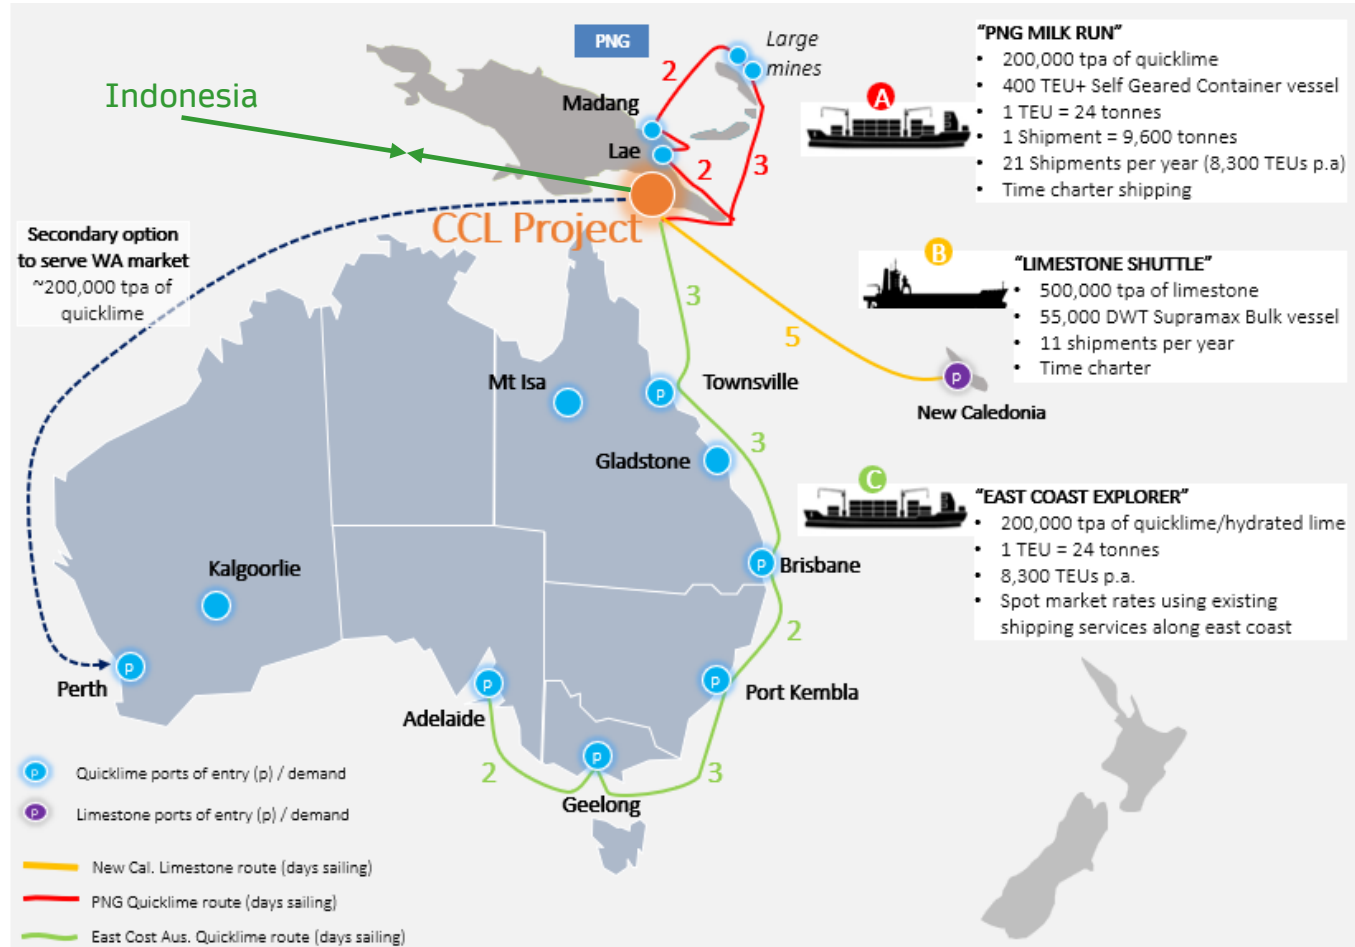 PNG
Large
mines
Indonesia
Madang
Lae
2
2
3
CCL Project
A
"PNG MILK RUN"
• 200,000 tpa of quicklime
• 400 TEU+ Self Geared Container vessel
• 1 TEU = 24 tonnes
• 1 Shipment = 9,600 tonnes
• 21 Shipments per year (8,300 TEUs p.a)
• Time charter shipping
Secondary option
to serve WA market
~200,000 tpa of
quicklime
B
"LIMESTONE SHUTTLE"
• 500,000 tpa of limestone
• 55,000 DWT Supramax Bulk vessel
• 11 shipments per year
• Time charter
3
5
p
New Caledonia
Mt Isa
p
Townsville
3
Gladstone
C
"EAST COAST EXPLORER"
• 200,000 tpa of quicklime/hydrated lime
• 1 TEU = 24 tonnes
• 8,300 TEUs p.a.
• Spot market rates using existing
shipping services along east coast
p
Brisbane
Kalgoorlie
2
p
Perth
p
Adelaide
p
Port Kembla
p
Geelong
2
3
p Quicklime ports of entry (p) / demand
p Limestone ports of entry (p) / demand
New Cal. Limestone route (days sailing)
PNG Quicklime route (days sailing)
East Cost Aus. Quicklime route (days sailing)